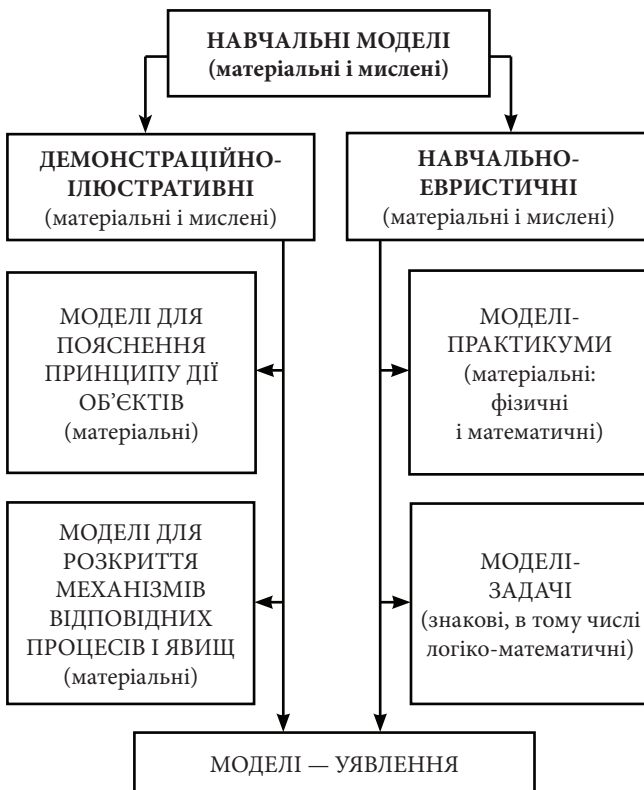 НАВЧАЛЬНІ МОДЕЛІ
(матеріальні і мислені)
ДЕМОНСТРАЦІЙНО-
ІЛЮСТРАТИВНІ
(матеріальні і мислені)
НАВЧАЛЬНО-
ЕВРИСТИЧНІ
(матеріальні і мислені)
МОДЕЛІ ДЛЯ
ПОЯСНЕННЯ
ПРИНЦИПУ ДІЇ
ОБ’ЄКТІВ
(матеріальні)
МОДЕЛІ-
ПРАКТИКУМИ
(матеріальні:
фізичні
і математичні)
МОДЕЛІ ДЛЯ
РОЗКРИТТЯ
МЕХАНІЗМІВ
ВІДПОВІДНИХ
ПРОЦЕСІВ І ЯВИЩ
(матеріальні)
МОДЕЛІ-
ЗАДАЧІ
(знакові, в тому числі
логіко-математичні)
МОДЕЛІ — УЯВЛЕННЯ